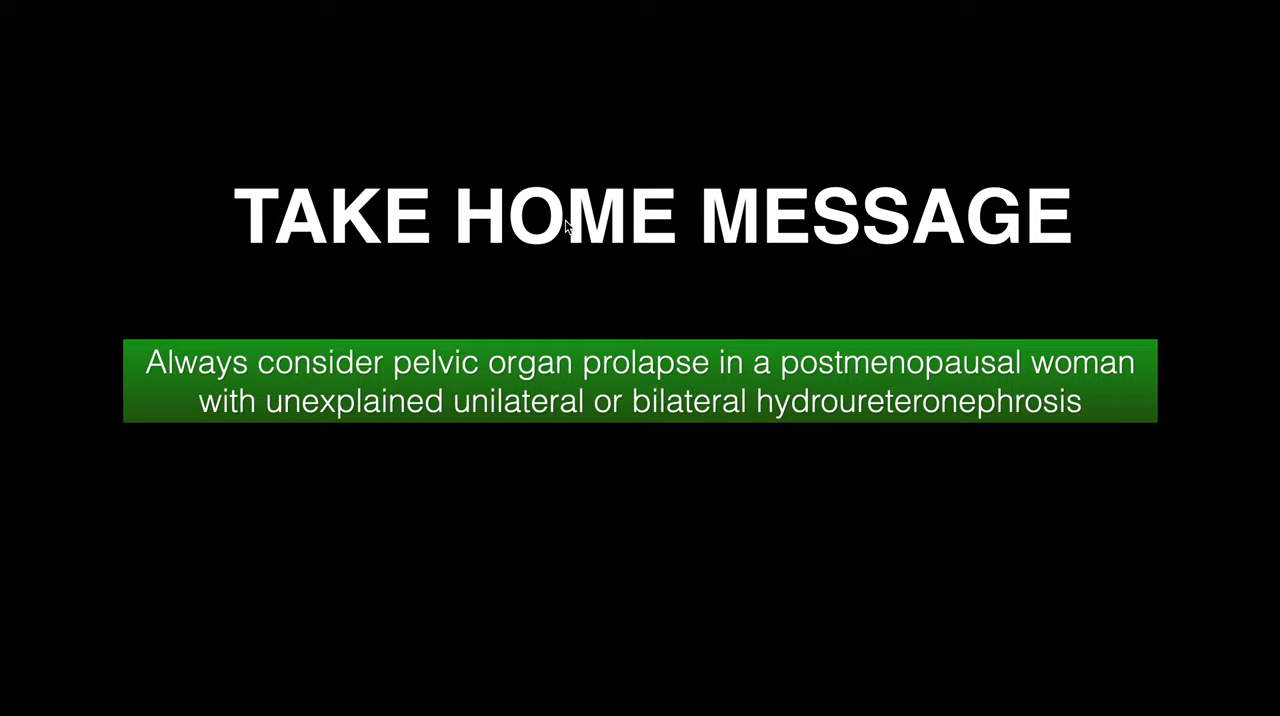 TAKE HOME MESSAGE
Always consider pelvic organ prolapse in a postmenopausal woman
with unexplained unilateral or bilateral hydroureteronephrosis